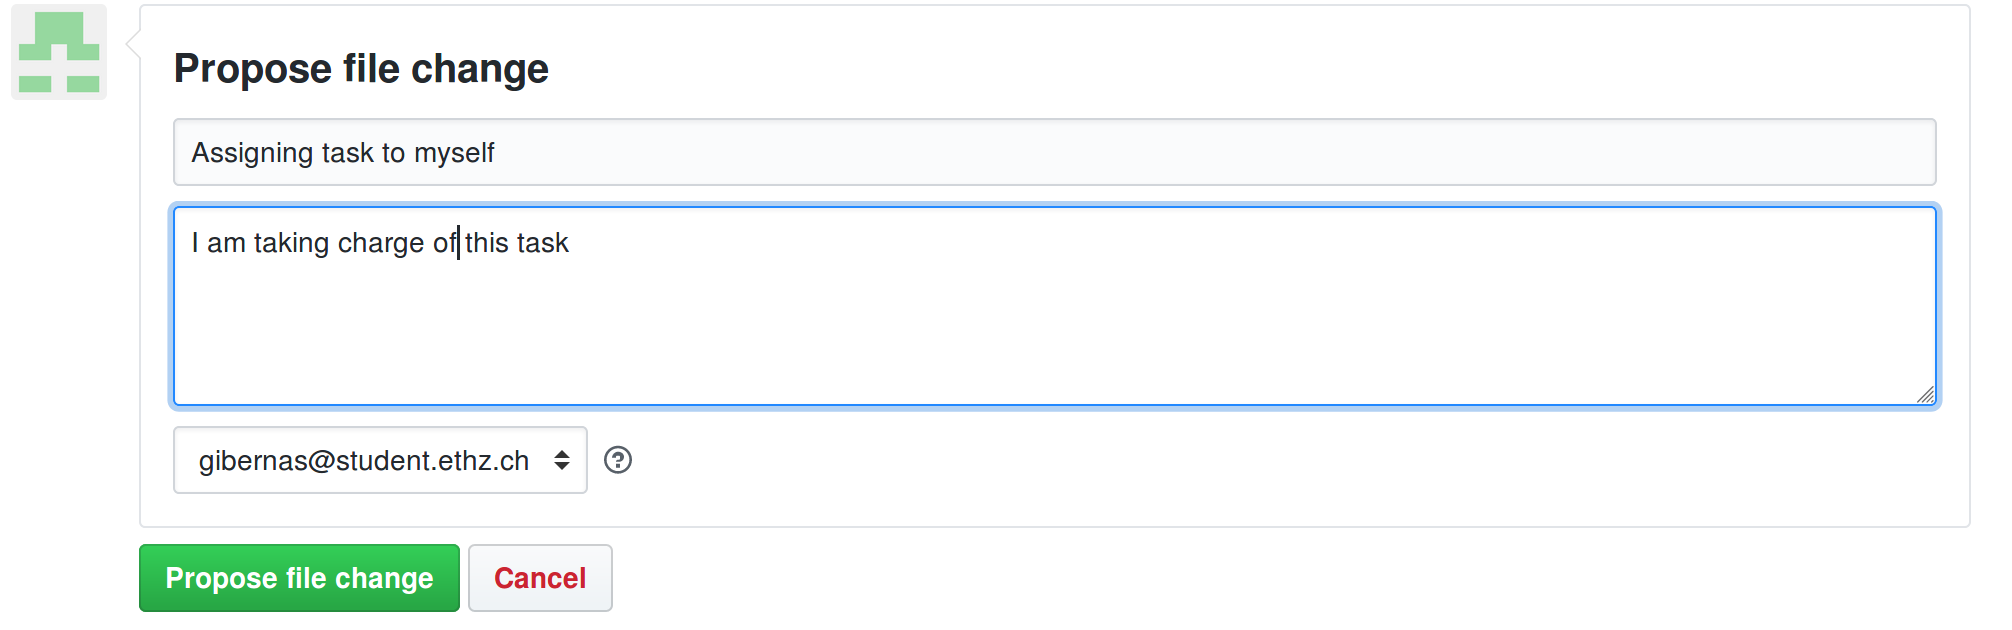 Propose file change
Assigning task to myself
I am taking charge of this task
gibernas@student.ethz.ch
Propose file change
Cancel